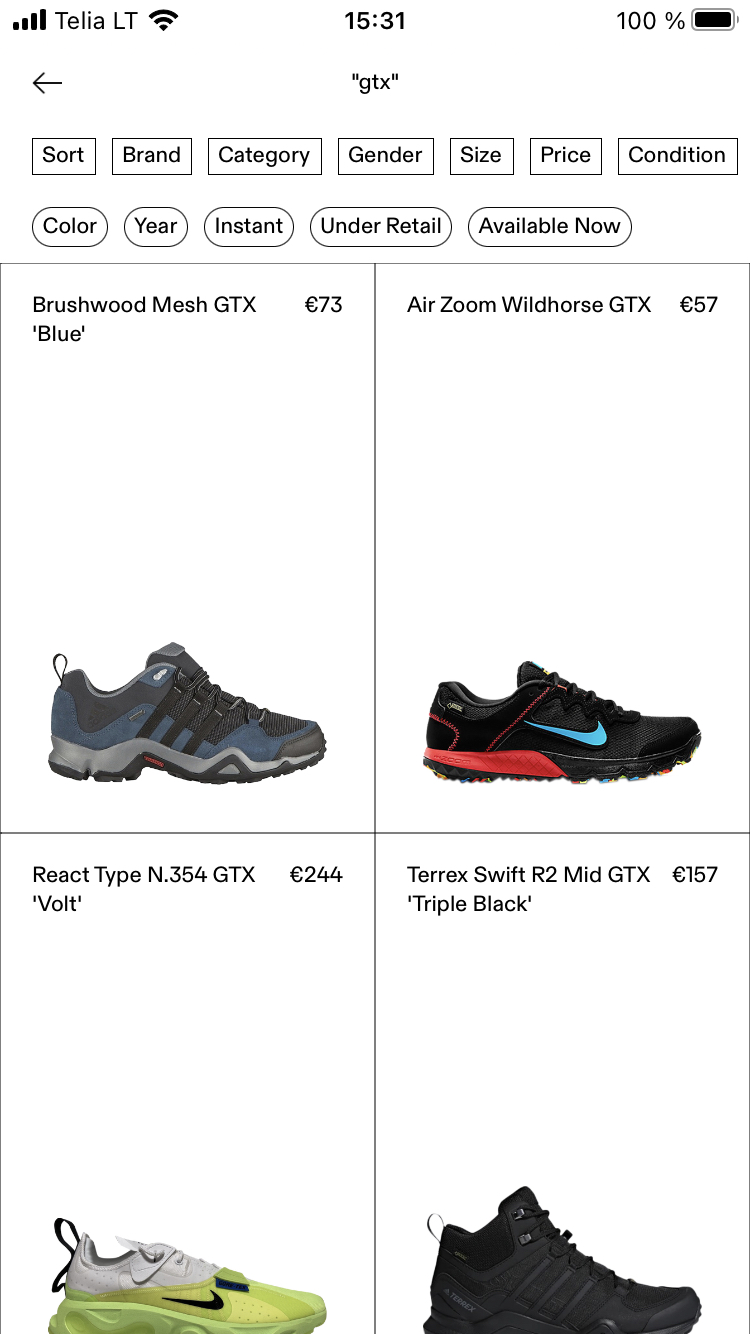 Telia LT 15:31 100 %
"gtx"
Sort Brand Category Gender Size Price Condition
Color Year Instant Under Retail Available Now
Brushwood Mesh GTX €73
'Blue'
Air Zoom Wildhorse GTX €57
React Type N.354 GTX €244
'Volt'
Terrex Swift R2 Mid GTX €157
'Triple Black'
TERREX